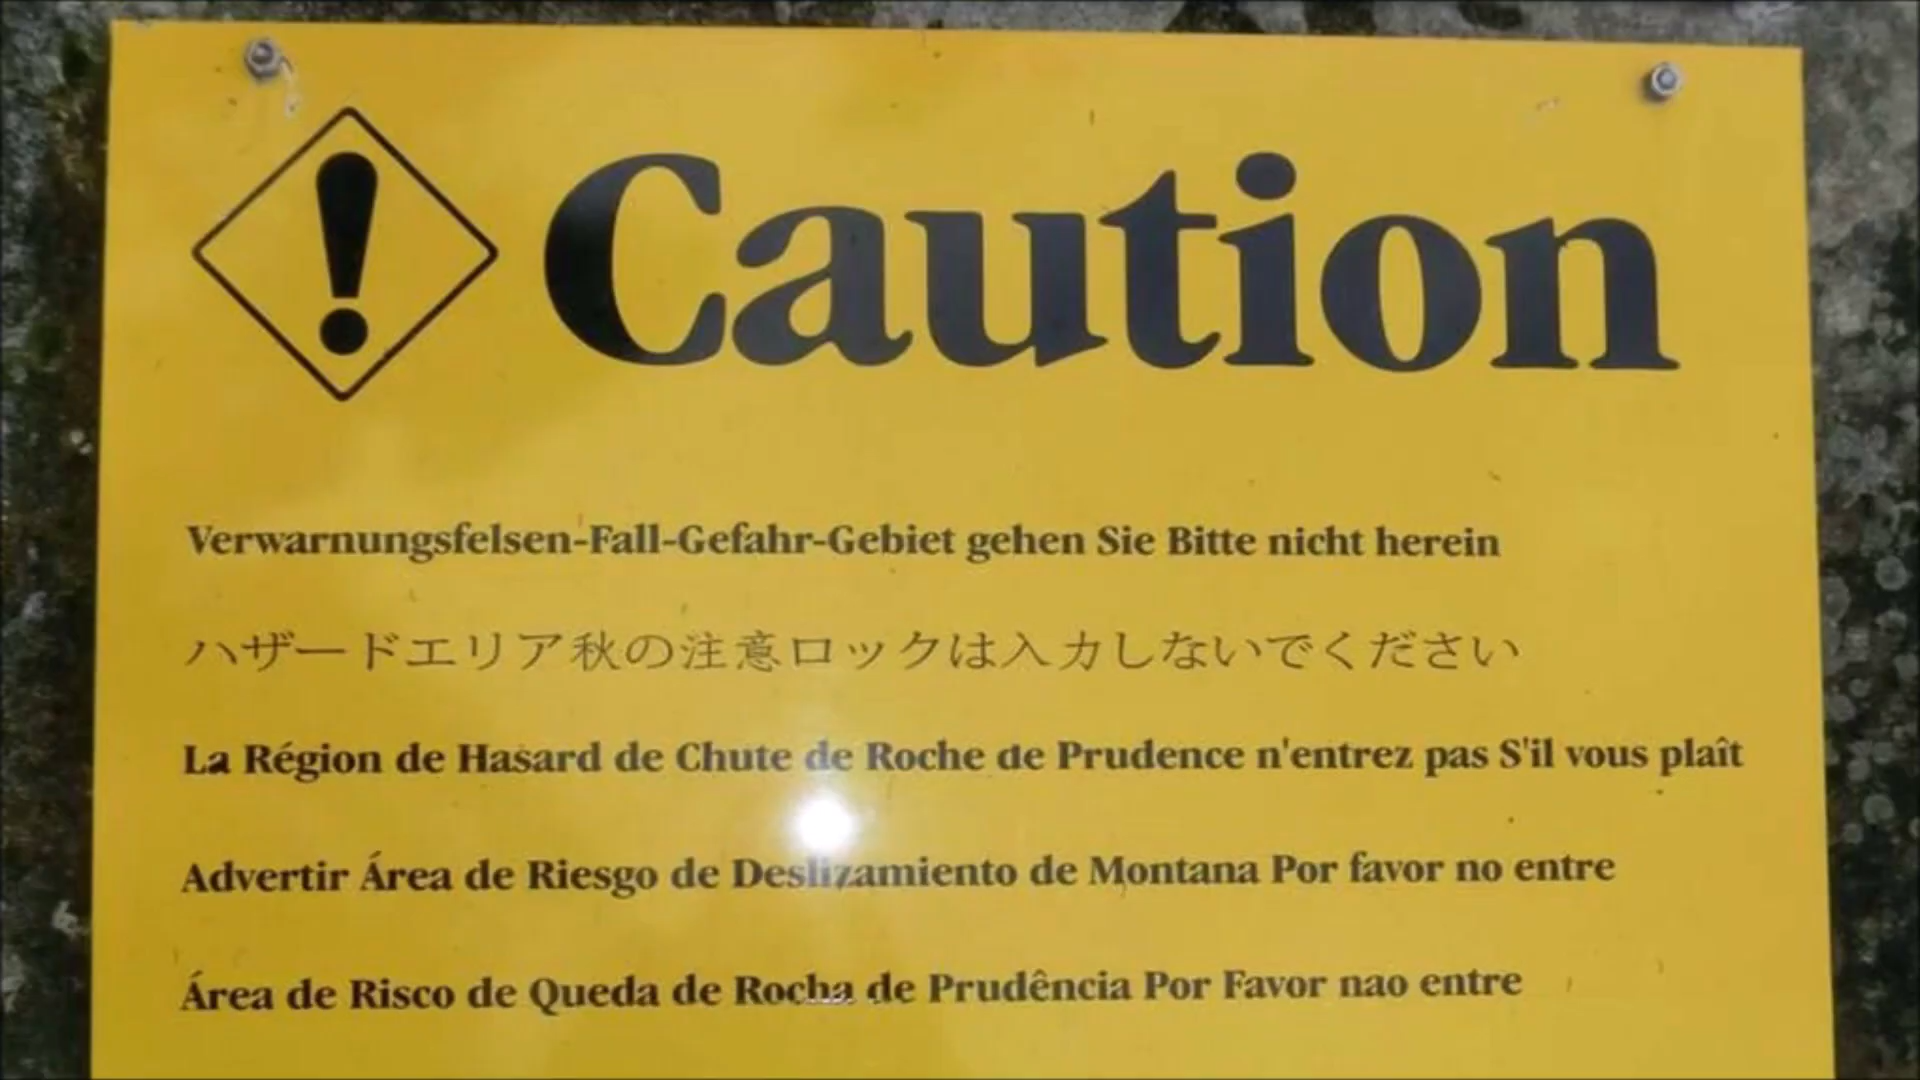 Caution
Verwarnungsfelsen-Fall-Gefahr-Gebiet gehen Sie Bitte nicht herein
ハザードエリア秋の注意ロックは入力しないでください
La Région de Hasard de Chute de Roche de Prudence n'entrez pas S'il vous plaît
Advertir Área de Riesgo de Deslizamiento de Montana Por favor no entre
Área de Risco de Queda de Rocha de Prudência Por Favor nao entre